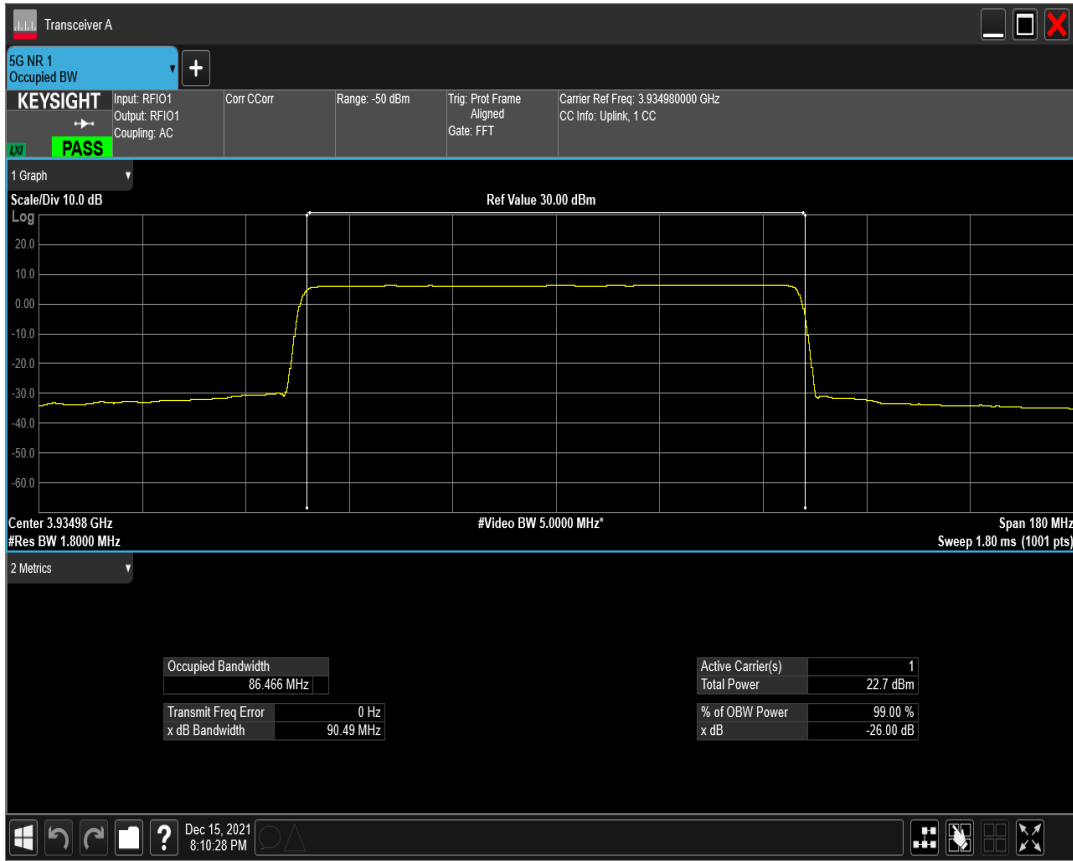 Transceiver A
5G NR 1
Occupied BW
+
KEYSIGHT
LXI
PASS
Input: RFIO1
Output: RFIO1
Coupling: AC
Corr CCorr
Range: -50 dBm
Trig: Prot Frame
Aligned
Gate: FFT
Carrier Ref Freq: 3.934980000 GHz
CC Info: Uplink, 1 CC
1 Graph
Scale/Div 10.0 dB
Ref Value 30.00 dBm
Log
20.0
10.0
0.00
-10.0
-20.0
-30.0
-40.0
-50.0
-60.0
Center 3.93498 GHz
#Video BW 5.0000 MHz*
Span 180 MHz
#Res BW 1.8000 MHz
Sweep 1.80 ms (1001 pts)
2 Metrics
Occupied Bandwidth
86.466 MHz
Transmit Freq Error 0 Hz
x dB Bandwidth 90.49 MHz
Active Carrier(s) 1
Total Power 22.7 dBm
% of OBW Power 99.00 %
x dB -26.00 dB
?
Dec 15, 2021
8:10:28 PM